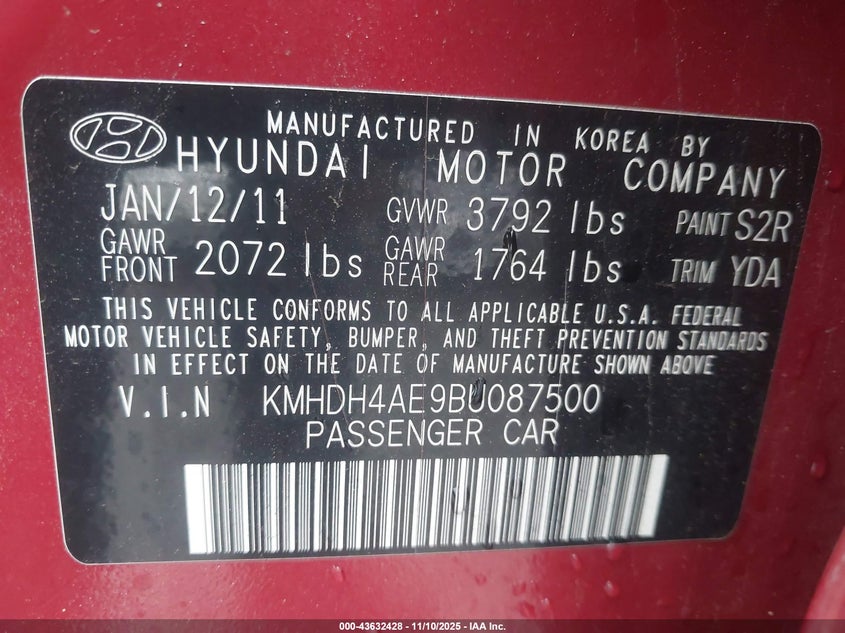 MANUFACTURED IN KOREA BY
HYUNDAI MOTOR COMPANY
JAN/12/11 GVWR 3792 lbs PAINT S2R
GAWR FRONT 2072 lbs GAWR REAR 1764 lbs TRIM YDA
THIS VEHICLE CONFORMS TO ALL APPLICABLE U.S.A. FEDERAL
MOTOR VEHICLE SAFETY, BUMPER, AND THEFT PREVENTION STANDARDS
IN EFFECT ON THE DATE OF MANUFACTURE SHOWN ABOVE
V.I.N KMHDH4AE9BU087500
PASSENGER CAR
000-43632428 - 11/10/2025 - IAA Inc.